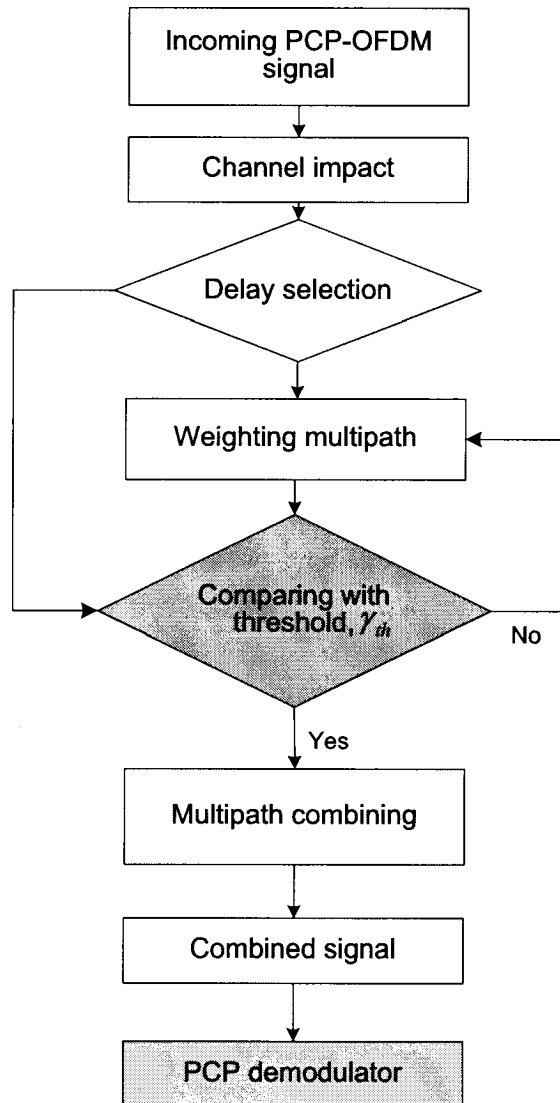 Incoming PCP-OFDM
signal
Channel impact
Delay selection
Weighting multipath
Comparing with
threshold, γth
No
Yes
Multipath combining
Combined signal
PCP demodulator